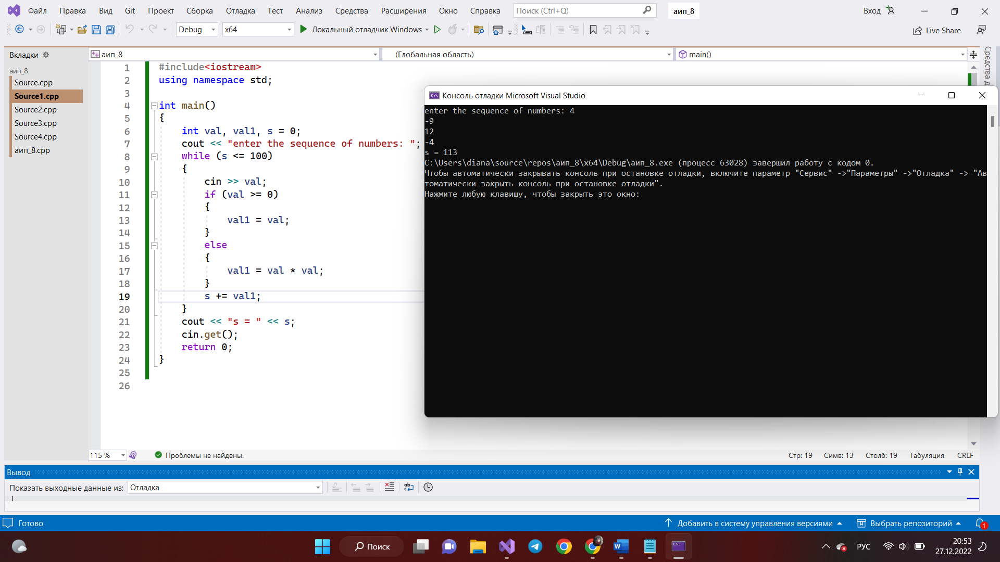 Файл Правка Вид Git Проект Сборка Отладка Тест Анализ Средства Расширения Окно Справка Поиск (Ctrl+Q) аип_8 Вход
Debug x64 Локальный отладчик Windows Live Share
Вкладки аип_8 (Глобальная область) main()
Средства д
аип_8
Source.cpp
Source1.cpp
Source2.cpp
Source3.cpp
Source4.cpp
аип_8.cpp
1 #include<iostream>
2 using namespace std;
3
4 int main()
5 {
6 int val, val1, s = 0;
7 cout << "enter the sequence of numbers: ";
8 while (s <= 100)
9 {
10 cin >> val;
11 if (val >= 0)
12 {
13 val1 = val;
14 }
15 else
16 {
17 val1 = val * val;
18 }
19 s += val1;
20 }
21 cout << "s = " << s;
22 cin.get();
23 return 0;
24 }
25
26
Консоль отладки Microsoft Visual Studio
enter the sequence of numbers: 4
-9
12
-4
s = 113
C:\Users\diana\source\repos\аип_8\x64\Debug\аип_8.exe (процесс 63028) завершил работу с кодом 0.
Чтобы автоматически закрывать консоль при остановке отладки, включите параметр "Сервис" ->"Параметры" ->"Отладка" -> "Ав
томатически закрыть консоль при остановке отладки".
Нажмите любую клавишу, чтобы закрыть это окно:
115 % Проблемы не найдены. Стр: 19 Симв: 13 Столб: 19 Табуляция CRLF
Вывод
Показать выходные данные из: Отладка
Готово Добавить в систему управления версиями Выбрать репозиторий 1
Поиск РУС 20:53
27.12.2022